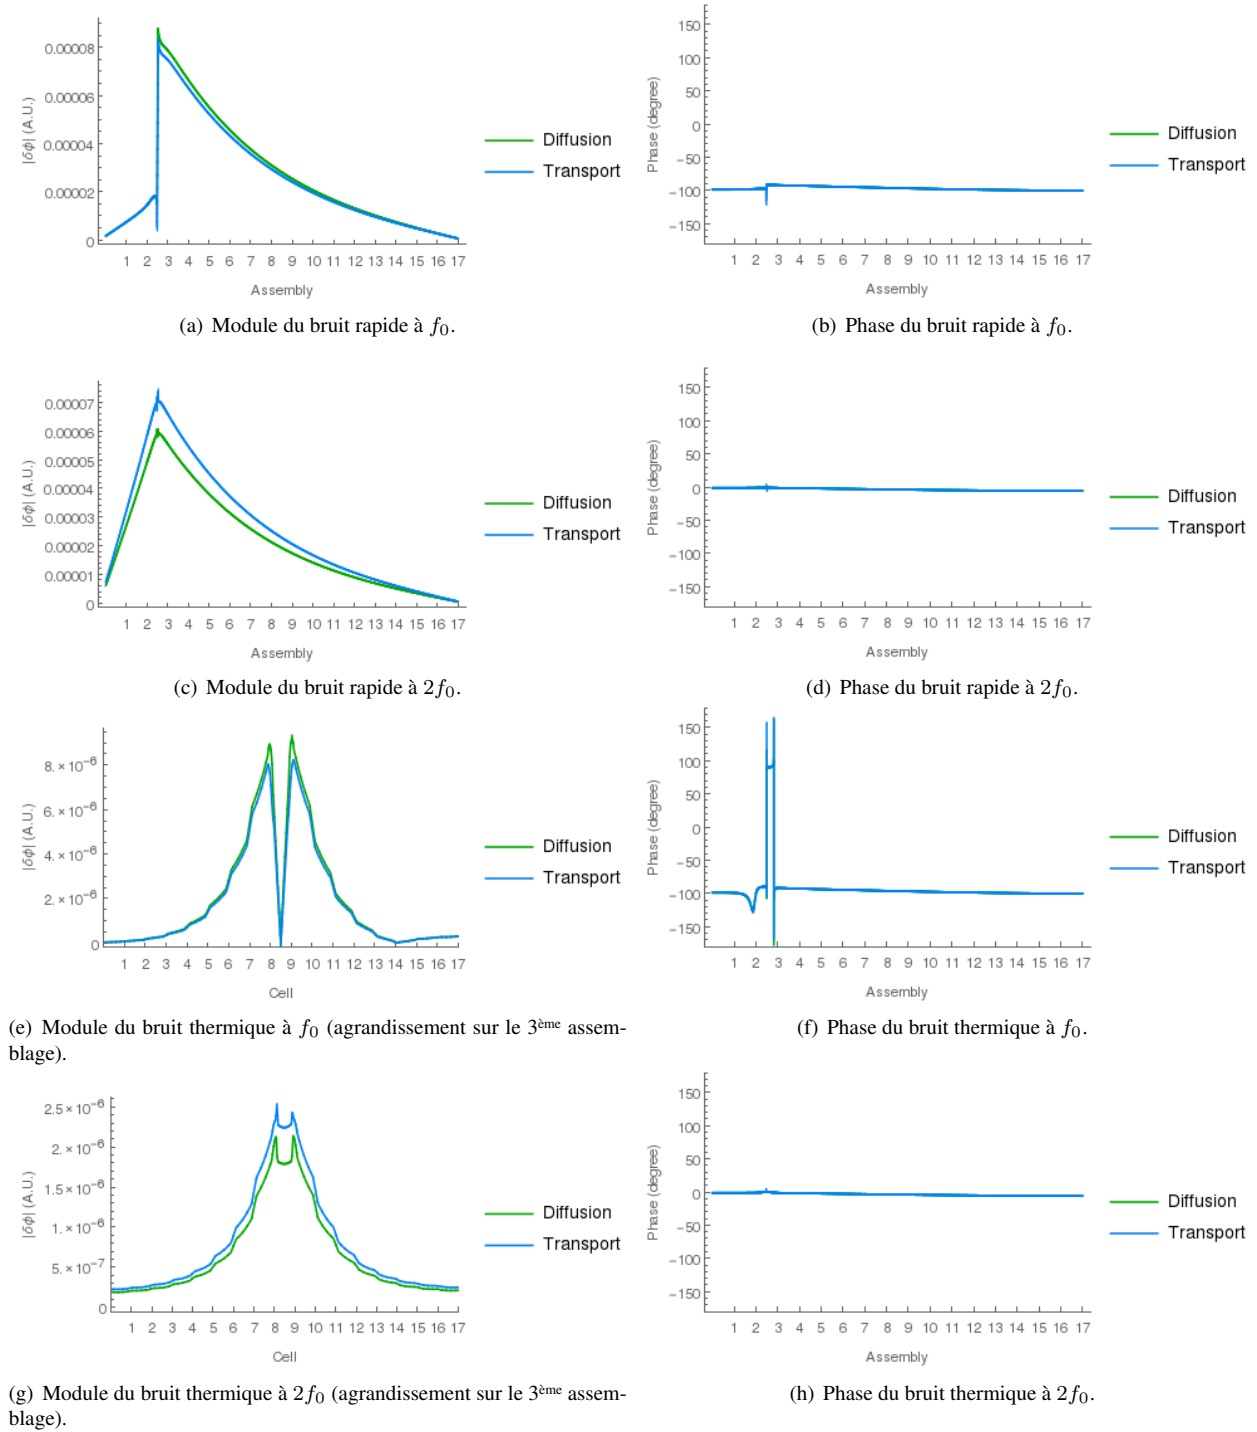 0.00008
0.00006
0.00004
0.00002
0
|δϕ| (A.U.)
1 2 3 4 5 6 7 8 9 10 11 12 13 14 15 16 17
Assembly
Diffusion
Transport
(a) Module du bruit rapide à f₀.
150
100
50
0
−50
−100
−150
Phase (degree)
1 2 3 4 5 6 7 8 9 10 11 12 13 14 15 16 17
Assembly
Diffusion
Transport
(b) Phase du bruit rapide à f₀.
0.00007
0.00006
0.00005
0.00004
0.00003
0.00002
0.00001
0
|δϕ| (A.U.)
1 2 3 4 5 6 7 8 9 10 11 12 13 14 15 16 17
Assembly
Diffusion
Transport
(c) Module du bruit rapide à 2f₀.
150
100
50
0
−50
−100
−150
Phase (degree)
1 2 3 4 5 6 7 8 9 10 11 12 13 14 15 16 17
Assembly
Diffusion
Transport
(d) Phase du bruit rapide à 2f₀.
8. × 10⁻⁶
6. × 10⁻⁶
4. × 10⁻⁶
2. × 10⁻⁶
0
|δϕ| (A.U.)
1 2 3 4 5 6 7 8 9 10 11 12 13 14 15 16 17
Cell
Diffusion
Transport
(e) Module du bruit thermique à f₀ (agrandissement sur le 3ème assem-
blage).
150
100
50
0
−50
−100
−150
Phase (degree)
1 2 3 4 5 6 7 8 9 10 11 12 13 14 15 16 17
Assembly
Diffusion
Transport
(f) Phase du bruit thermique à f₀.
2.5 × 10⁻⁶
2. × 10⁻⁶
1.5 × 10⁻⁶
1. × 10⁻⁶
5. × 10⁻⁷
0
|δϕ| (A.U.)
1 2 3 4 5 6 7 8 9 10 11 12 13 14 15 16 17
Cell
Diffusion
Transport
(g) Module du bruit thermique à 2f₀ (agrandissement sur le 3ème assem-
blage).
150
100
50
0
−50
−100
−150
Phase (degree)
1 2 3 4 5 6 7 8 9 10 11 12 13 14 15 16 17
Assembly
Diffusion
Transport
(h) Phase du bruit thermique à 2f₀.